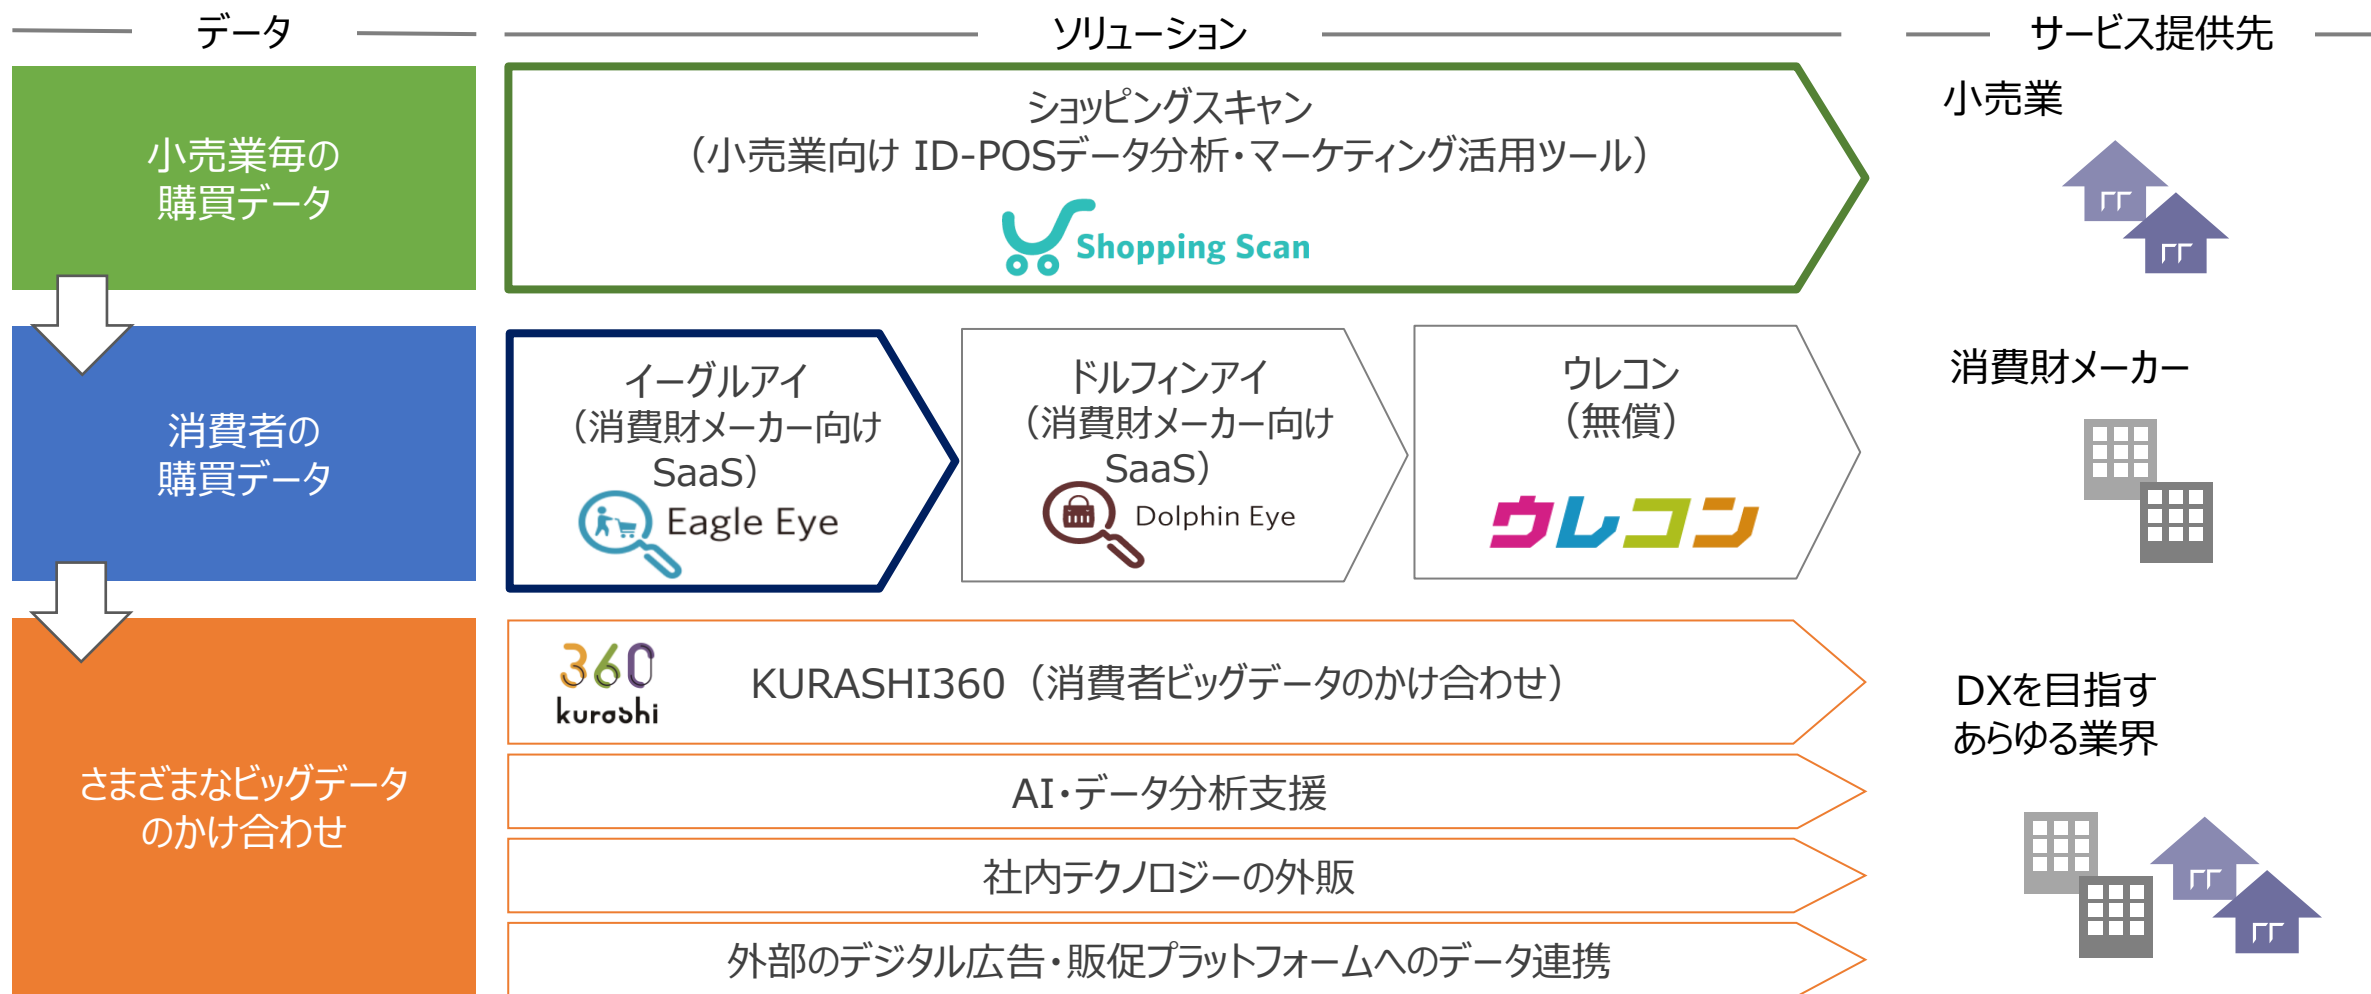 データ
ソリューション
サービス提供先
小売業毎の
購買データ
ショッピングスキャン
（小売業向け ID-POSデータ分析・マーケティング活用ツール）
Shopping Scan
小売業
消費者の
購買データ
イーグルアイ
（消費財メーカー向け
SaaS）
Eagle Eye
ドルフィンアイ
（消費財メーカー向け
SaaS）
Dolphin Eye
ウレコン
（無償）
ウレコン
消費財メーカー
さまざまなビッグデータ
のかけ合わせ
360
kurashi
KURASHI360（消費者ビッグデータのかけ合わせ）
AI・データ分析支援
社内テクノロジーの外販
外部のデジタル広告・販促プラットフォームへのデータ連携
DXを目指す
あらゆる業界